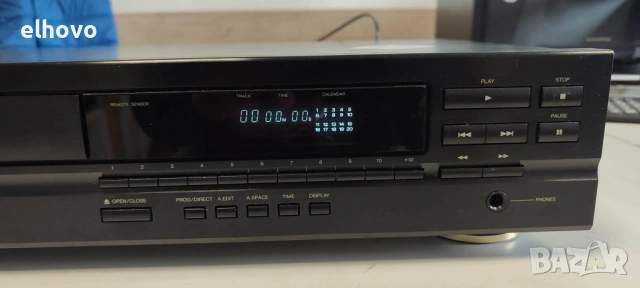 elhovo
TRACK TIME CALENDAR
REMOTE SENSOR
00 00M 00S
1 2 3 4 5
6 7 8 9 10
11 12 13 14 15
16 17 18 19 20
PLAY
STOP
PAUSE
1 2 3 4 5 6 7 8 9 10 +10
OPEN/CLOSE
PROG/DIRECT A.EDIT A.SPACE TIME DISPLAY
PHONES
BAZAR